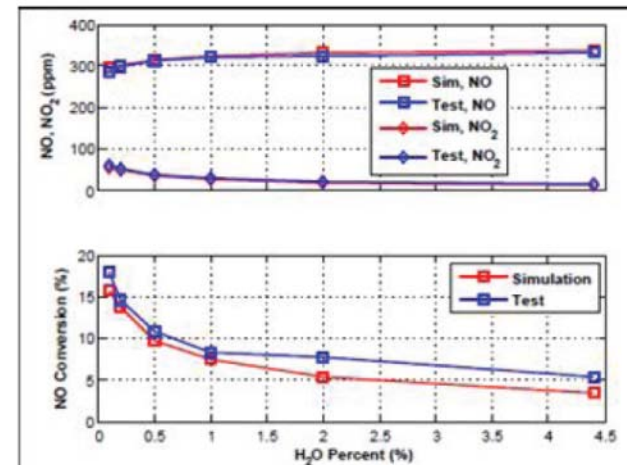 400
300
200
100
0
NO, NO2 (ppm)
Sim, NO
Test, NO
Sim, NO2
Test, NO2
20
15
10
5
0
NO Conversion (%)
Simulation
Test
0 0.5 1 1.5 2 2.5 3 3.5 4 4.5
H2O Percent (%)